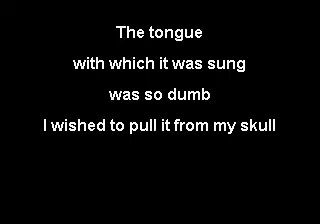 The tongue
with which it was sung
was so dumb
I wished to pull it from my skull